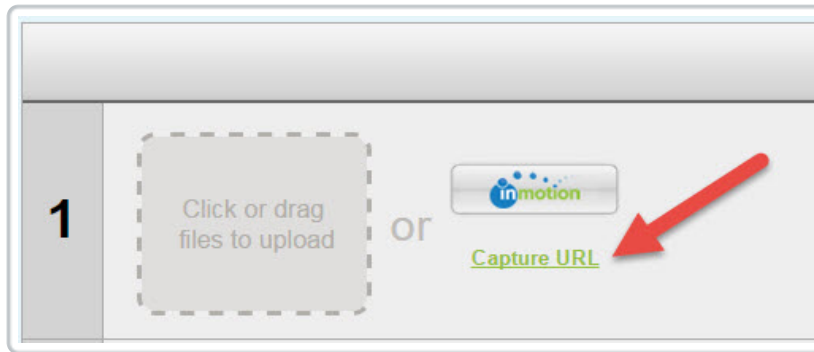 1
Click or drag
files to upload
or
inmotion
Capture URL